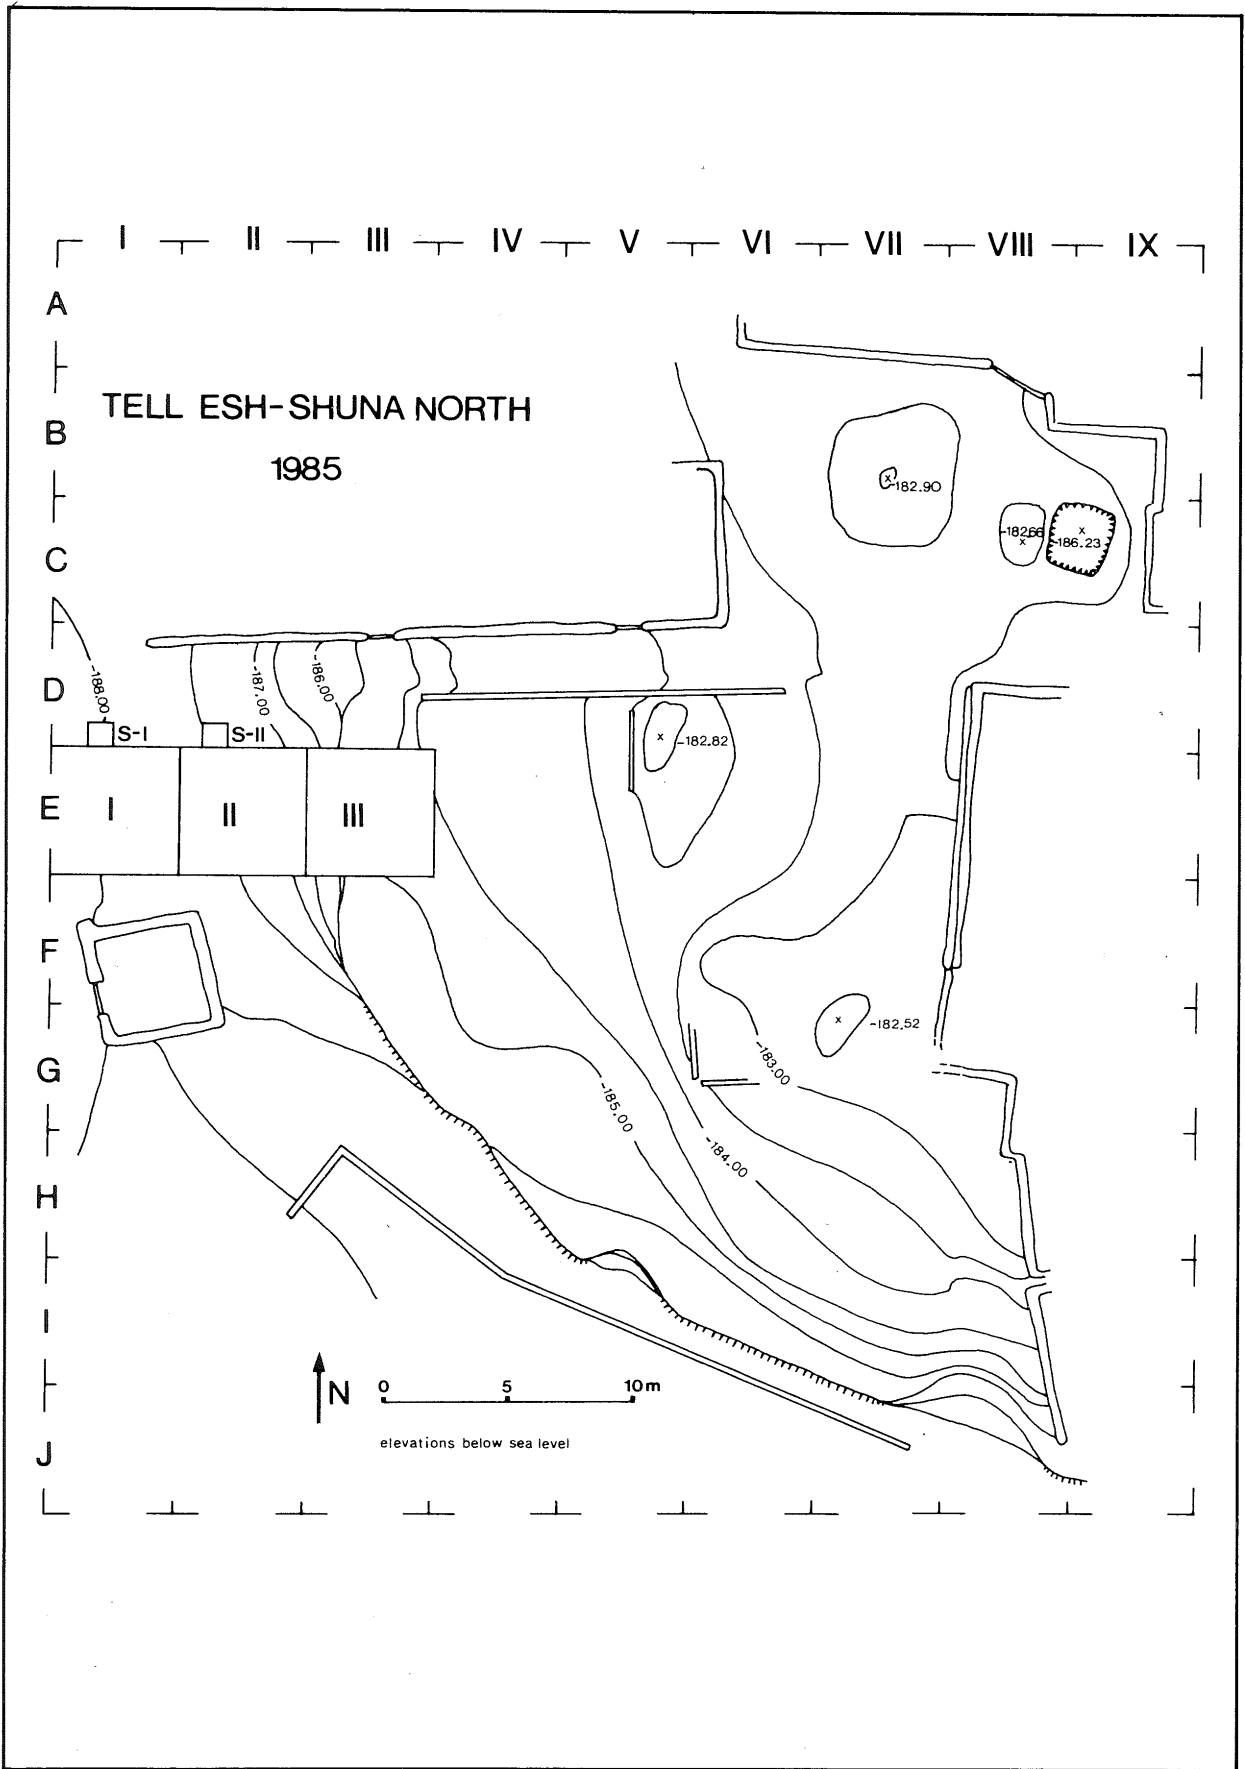 I II III IV V VI VII VIII IX
A
TELL ESH-SHUNA NORTH
B
1985
-182.90
-182.66
-186.23
C
D
-188.00
-187.00
-186.00
S-I
S-II
-182.82
E
I II III
F
-182.52
-183.00
G
-185.00
-184.00
H
I
N
0 5 10m
elevations below sea level
J